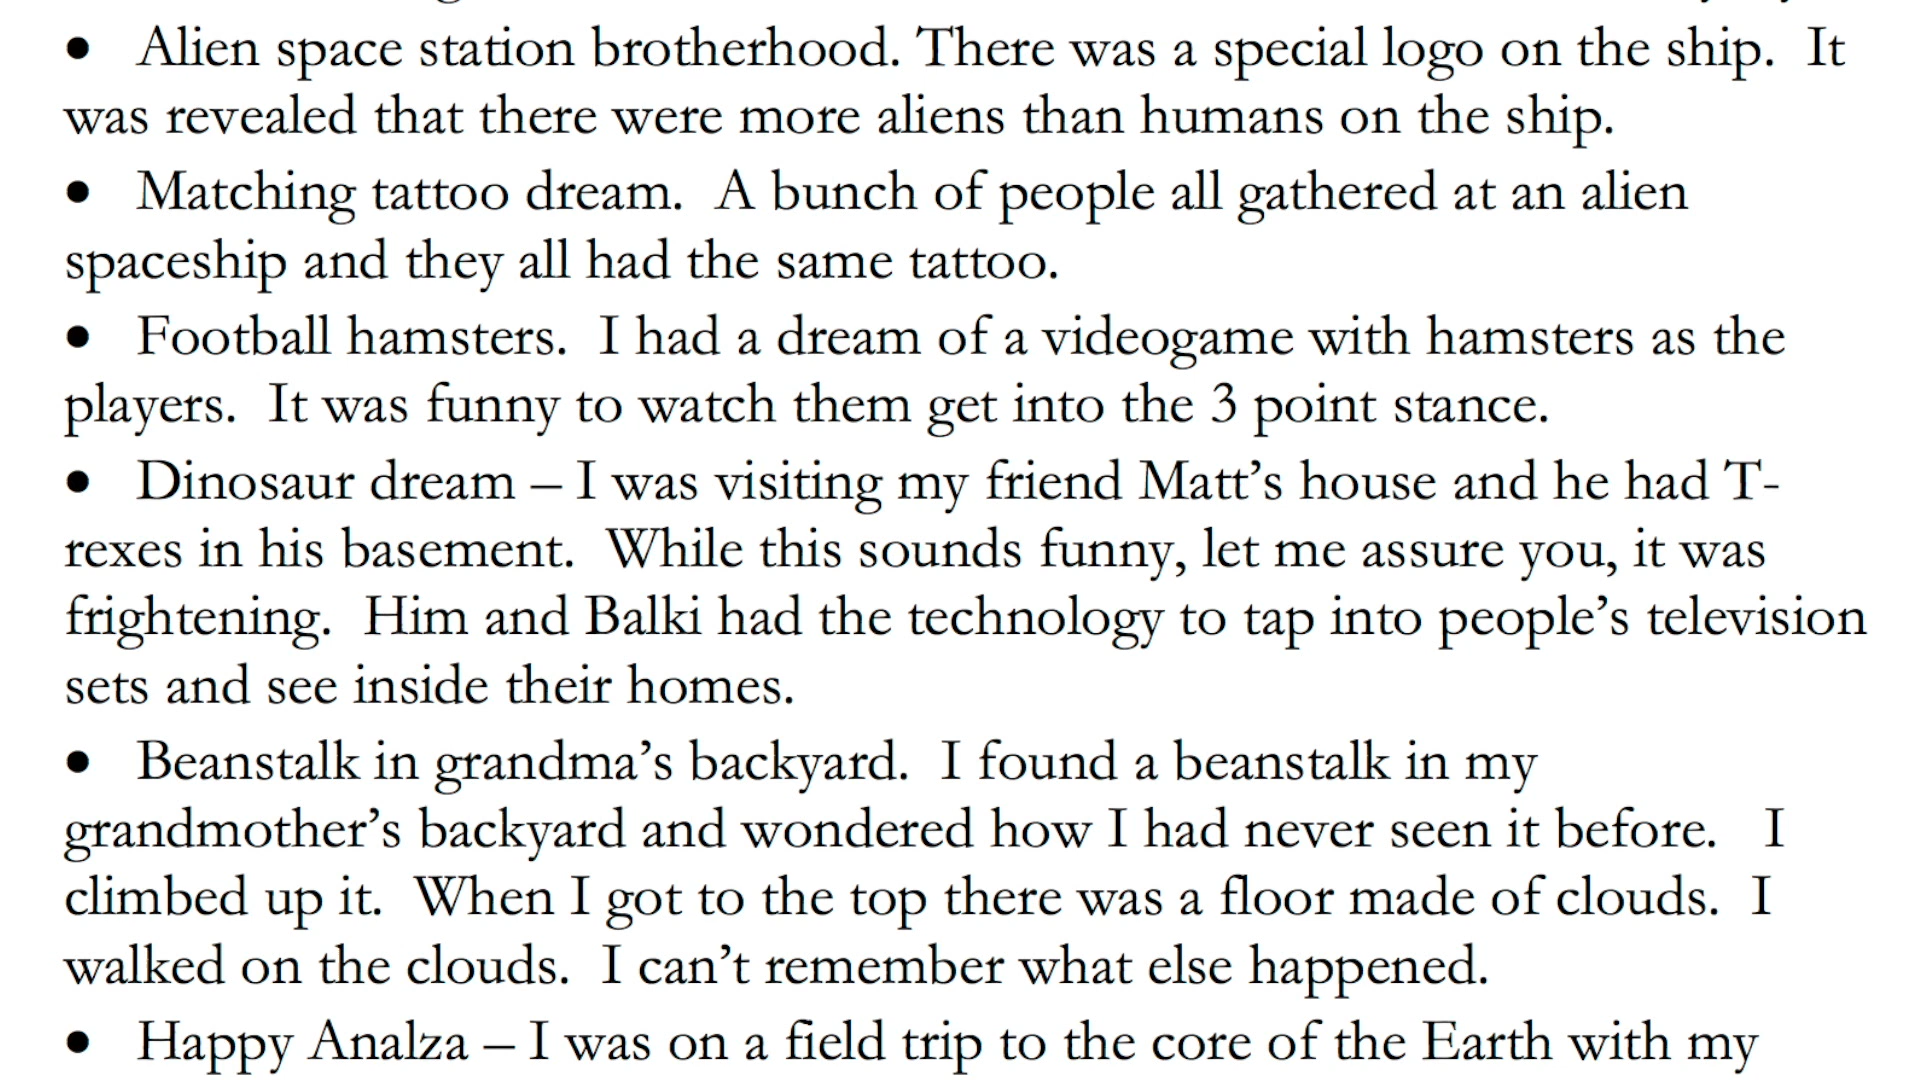 • Alien space station brotherhood. There was a special logo on the ship.  It
was revealed that there were more aliens than humans on the ship.
• Matching tattoo dream.  A bunch of people all gathered at an alien
spaceship and they all had the same tattoo.
• Football hamsters.  I had a dream of a videogame with hamsters as the
players.  It was funny to watch them get into the 3 point stance.
• Dinosaur dream – I was visiting my friend Matt’s house and he had T-
rexes in his basement.  While this sounds funny, let me assure you, it was
frightening.  Him and Balki had the technology to tap into people’s television
sets and see inside their homes.
• Beanstalk in grandma’s backyard.  I found a beanstalk in my
grandmother’s backyard and wondered how I had never seen it before.   I
climbed up it.  When I got to the top there was a floor made of clouds.  I
walked on the clouds.  I can’t remember what else happened.
• Happy Analza – I was on a field trip to the core of the Earth with my